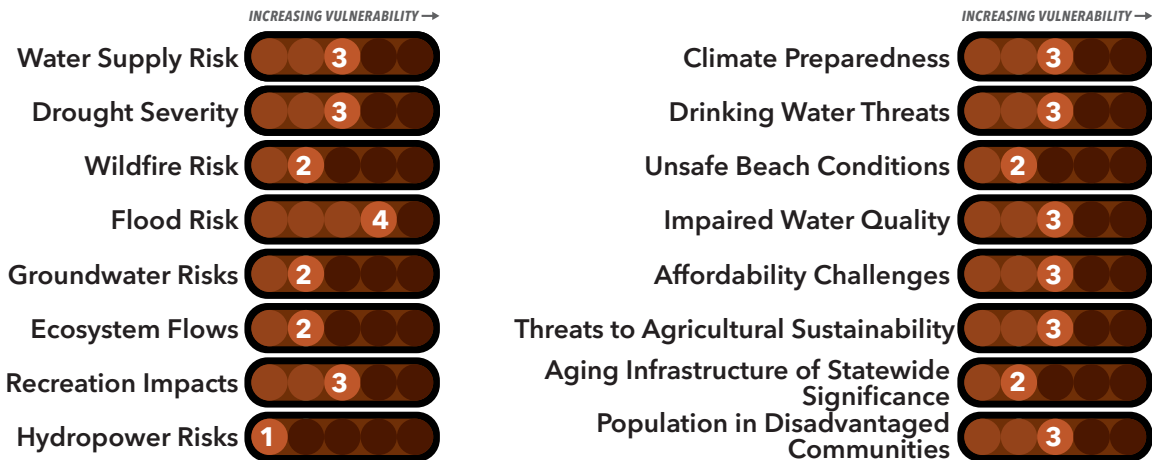 INCREASING VULNERABILITY →
Water Supply Risk 3
Drought Severity 3
Wildfire Risk 2
Flood Risk 4
Groundwater Risks 2
Ecosystem Flows 2
Recreation Impacts 3
Hydropower Risks 1
INCREASING VULNERABILITY →
Climate Preparedness 3
Drinking Water Threats 3
Unsafe Beach Conditions 2
Impaired Water Quality 3
Affordability Challenges 3
Threats to Agricultural Sustainability 3
Aging Infrastructure of Statewide
Significance 2
Population in Disadvantaged
Communities 3